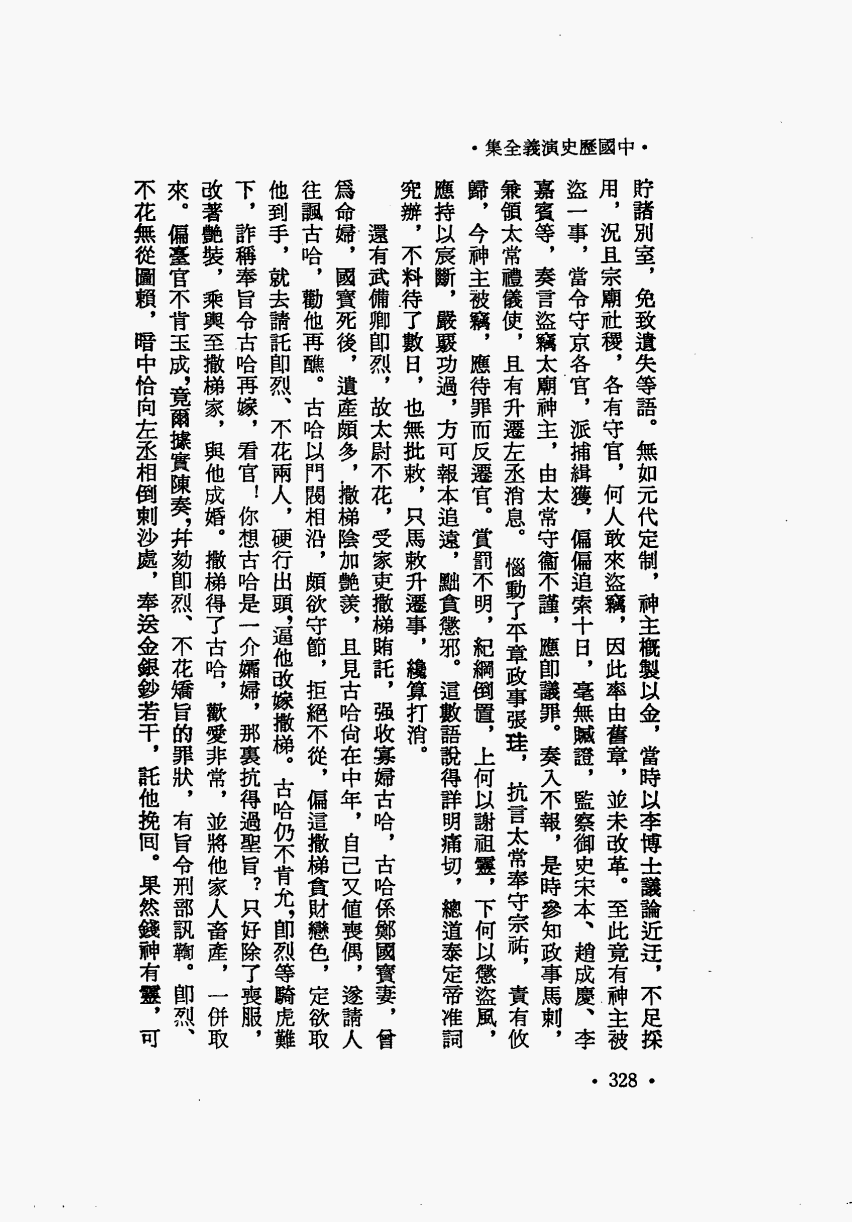 •中國歷史演義全集•
貯諸別室，免致遺失等語。無如元代定制，神主概製以金，當時以李博士議論近迂，不足採
用，況且宗廟社稷，各有守官，何人敢來盜竊，因此率由舊章，並未改革。至此竟有神主被
盜一事，當令守京各官，派捕緝獲，偏偏追索十日，毫無贓證，監察御史宋本、趙成慶、李
嘉賓等，奏言盜竊太廟神主，由太常守衞不謹，應卽議罪。奏入不報，是時參知政事馬剌，
兼領太常禮儀使，且有升遷左丞消息。惱動了平章政事張珪，抗言太常奉守宗祏，責有攸
歸，今神主被竊，應待罪而反遷官。賞罰不明，紀綱倒置，上何以謝祖靈，下何以懲盜風，
應持以宸斷，嚴覈功過，方可報本追遠，黜貪懲邪。這數語說得詳明痛切，總道泰定帝准詞
究辦，不料待了數日，也無批敕，只馬敕升遷事，纔算打消。
還有武備卿卽烈，故太尉不花，受家吏撒梯賄託，强收寡婦古哈，古哈係鄭國寶妻，曾
爲命婦，國寶死後，遺產頗多，撒梯陰加艷羨，且見古哈尙在中年，自己又値喪偶，遂請人
往諷古哈，勸他再醮。古哈以門閥相沿，頗欲守節，拒絕不從，偏這撒梯貪財戀色，定欲取
他到手，就去請託卽烈、不花兩人，硬行出頭，逼他改嫁撒梯。古哈仍不肯允，卽烈等騎虎難
下，詐稱奉旨令古哈再嫁，看官！你想古哈是一介孀婦，那裏抗得過聖旨？只好除了喪服，
改著艷裝，乘輿至撒梯家，與他成婚。撒梯得了古哈，歡愛非常，並將他家人畜產，一併取
來。偏臺官不肯玉成，竟爾據實陳奏，幷劾卽烈、不花矯旨的罪狀，有旨令刑部訊鞫。卽烈、
不花無從圖賴，暗中恰向左丞相倒剌沙處，奉送金銀鈔若干，託他挽回。果然錢神有靈，可
•328•